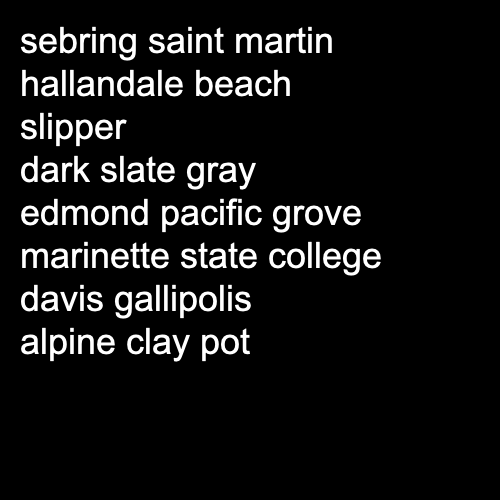 sebring saint martin
hallandale beach
slipper
dark slate gray
edmond pacific grove
marinette state college
davis gallipolis
alpine clay pot